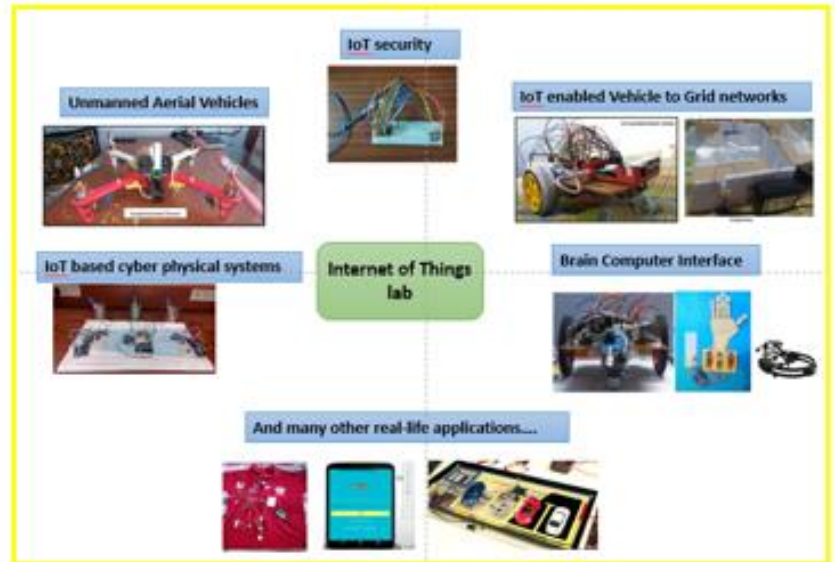 IoT security
Unmanned Aerial Vehicles
IoT enabled Vehicle to Grid networks
IoT based cyber physical systems
Internet of Things
lab
Brain Computer Interface
And many other real-life applications....